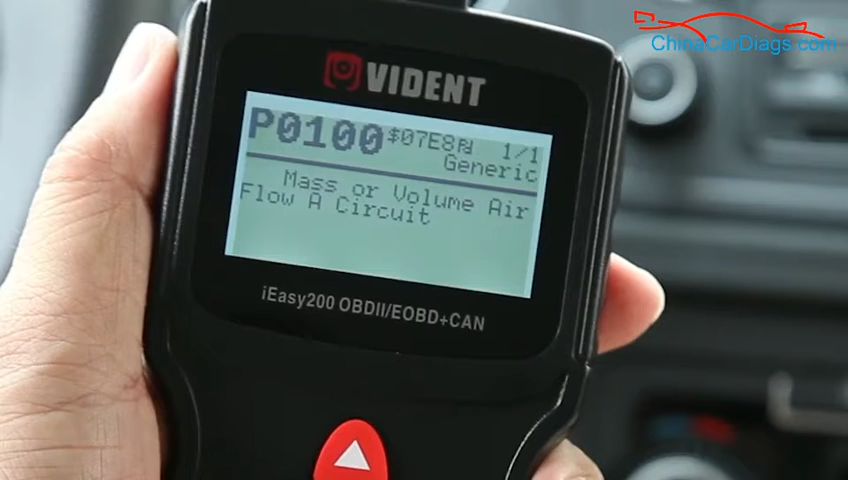 ChinaCarDiags.com
VIDENT
P0100 $07E8 1/1
Generic
Mass or Volume Air
Flow A Circuit
iEasy200 OBDII/EOBD+CAN